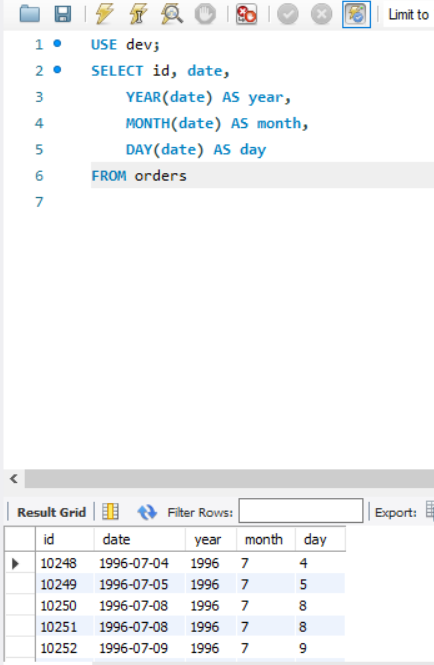 Limit to
1 USE dev;
2 SELECT id, date,
3 YEAR(date) AS year,
4 MONTH(date) AS month,
5 DAY(date) AS day
6 FROM orders
7
Result Grid Filter Rows: Export:
id date year month day
10248 1996-07-04 1996 7 4
10249 1996-07-05 1996 7 5
10250 1996-07-08 1996 7 8
10251 1996-07-08 1996 7 8
10252 1996-07-09 1996 7 9